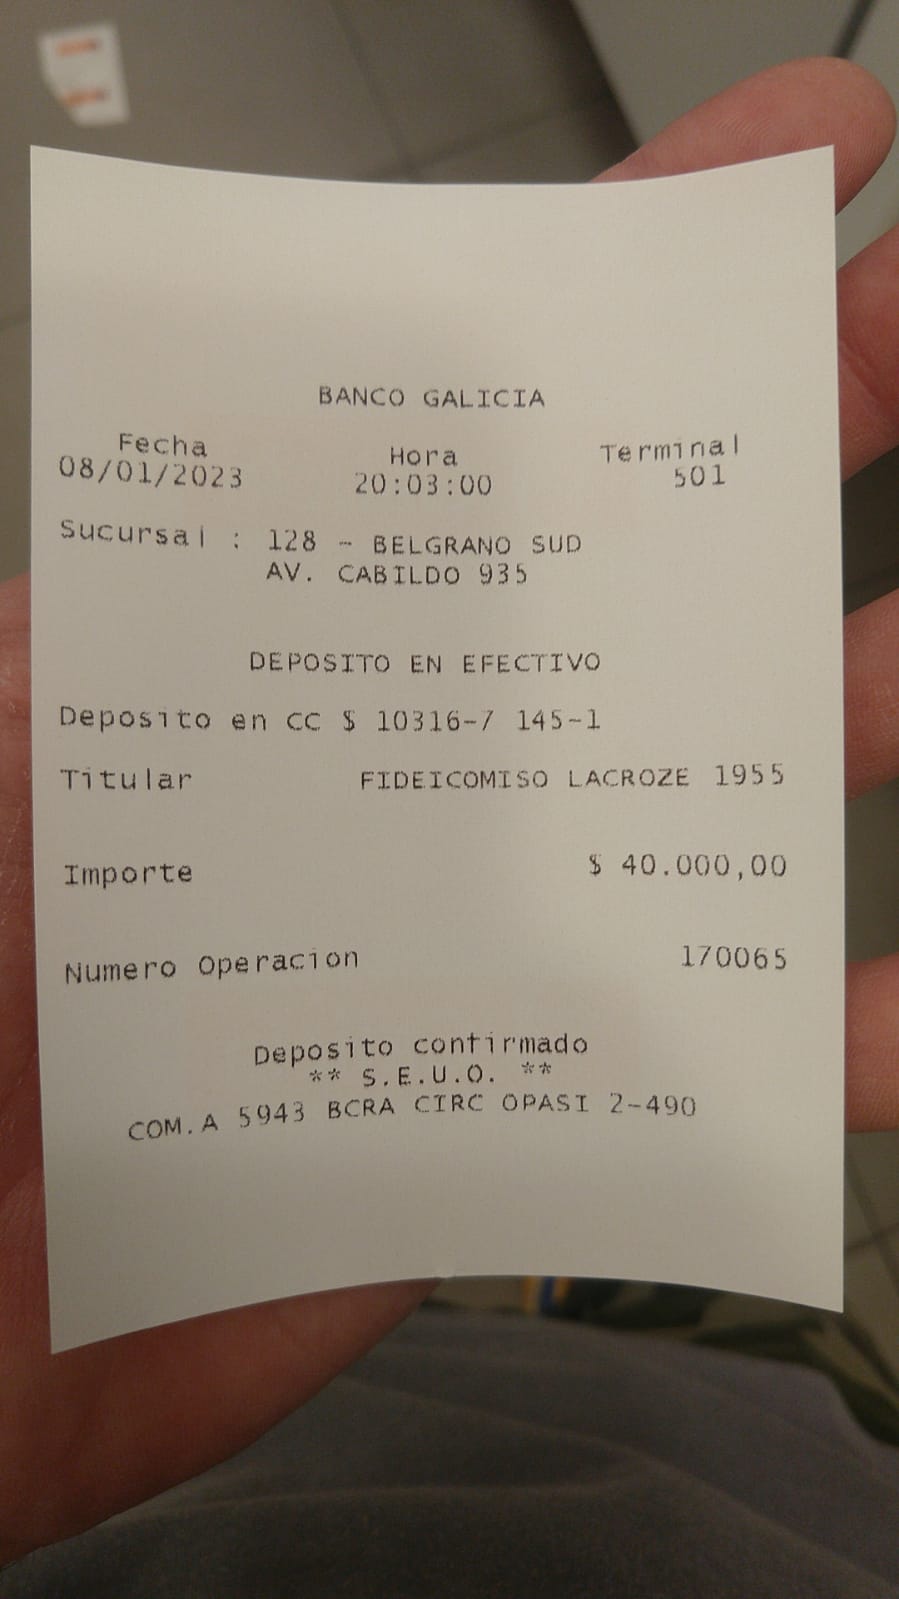 BANCO GALICIA
Fecha Hora Terminal
08/01/2023 20:03:00 501
Sucursal : 128 - BELGRANO SUD
AV. CABILDO 935
DEPOSITO EN EFECTIVO
Deposito en CC $ 10316-7 145-1
Titular FIDEICOMISO LACROZE 1955
Importe $ 40.000,00
Numero Operacion 170065
Deposito confirmado
** S.E.U.O. **
COM.A 5943 BCRA CIRC OPASI 2-490